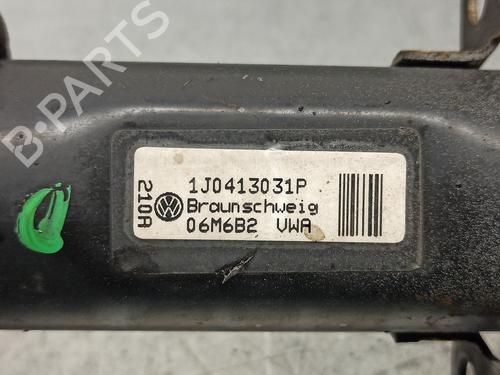 B-PARTS
210A
1J0413031P
Braunschweig
06M6B2 VWA